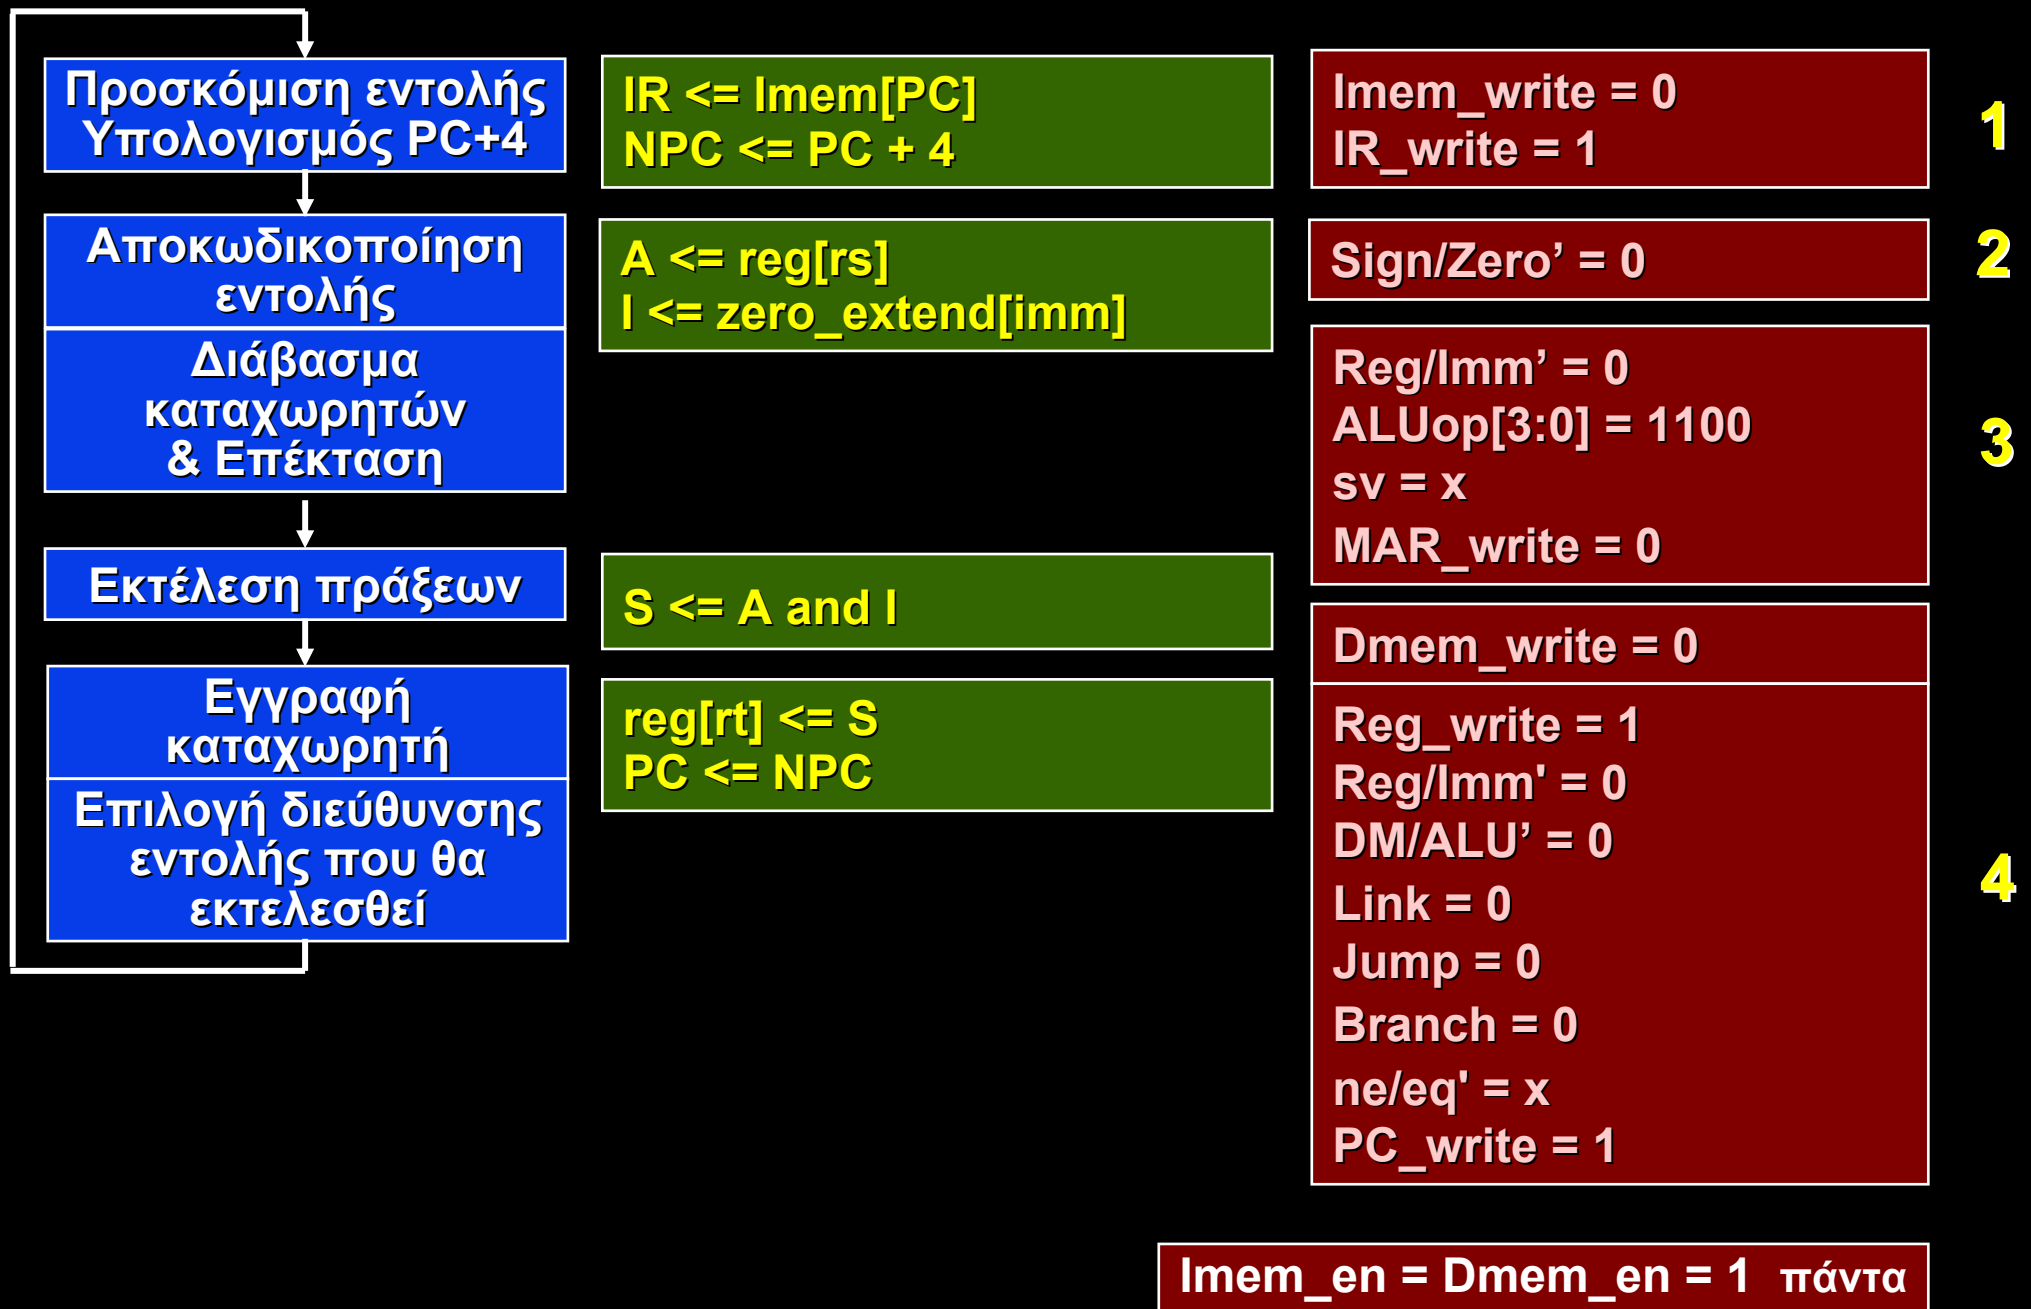 Προσκόμιση εντολής
Υπολογισμός PC+4
IR <= Imem[PC]
NPC <= PC + 4
Imem_write = 0
IR_write = 1
1
Αποκωδικοποίηση
εντολής
Διάβασμα
καταχωρητών
& Επέκταση
A <= reg[rs]
I <= zero_extend[imm]
Sign/Zero’ = 0
2
Reg/Imm’ = 0
ALUop[3:0] = 1100
sv = x
MAR_write = 0
3
Εκτέλεση πράξεων
S <= A and I
Dmem_write = 0
Εγγραφή
καταχωρητή
Επιλογή διεύθυνσης
εντολής που θα
εκτελεσθεί
reg[rt] <= S
PC <= NPC
Reg_write = 1
Reg/Imm' = 0
DM/ALU’ = 0
Link = 0
Jump = 0
Branch = 0
ne/eq' = x
PC_write = 1
4
Imem_en = Dmem_en = 1 πάντα